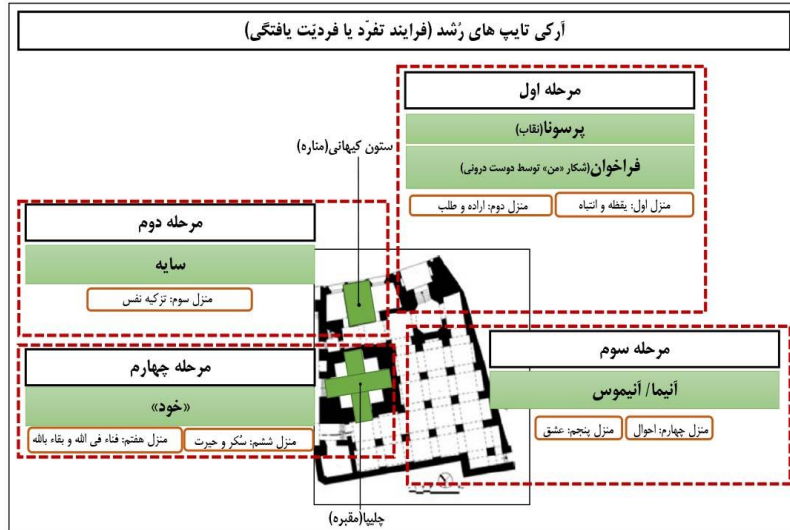 آرکی تایپ های رُشد (فرایند تفرّد یا فردیّت یافتگی)
مرحله اول
پرسونا(نقاب)
فراخوان(شکار «من» توسط دوست درونی)
منزل اول: یقظه و انتباه
منزل دوم: اراده و طلب
ستون کیهانی(مناره)
مرحله دوم
سایه
منزل سوم: تزکیه نفس
مرحله سوم
آنیما/ آنیموس
منزل چهارم: احوال
منزل پنجم: عشق
مرحله چهارم
«خود»
منزل ششم: سُکر و حیرت
منزل هفتم: فناء فی الله و بقاء بالله
چلیپا(مقبره)